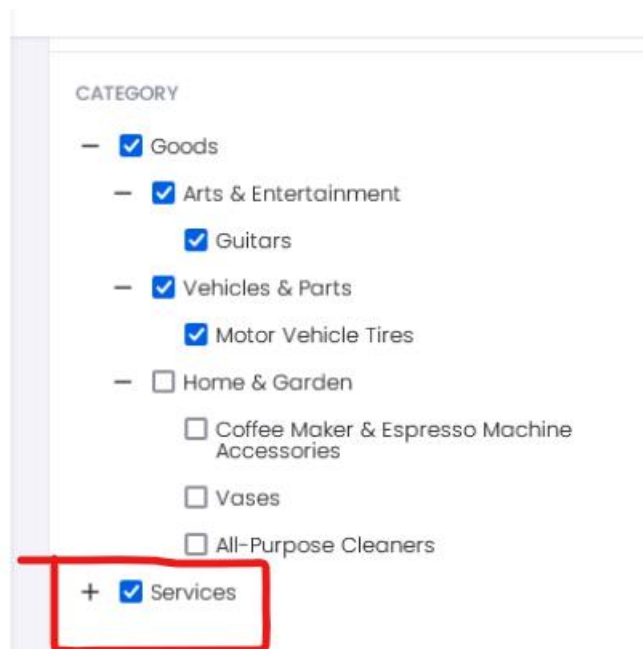 CATEGORY
Goods
Arts & Entertainment
Guitars
Vehicles & Parts
Motor Vehicle Tires
Home & Garden
Coffee Maker & Espresso Machine
Accessories
Vases
All-Purpose Cleaners
Services